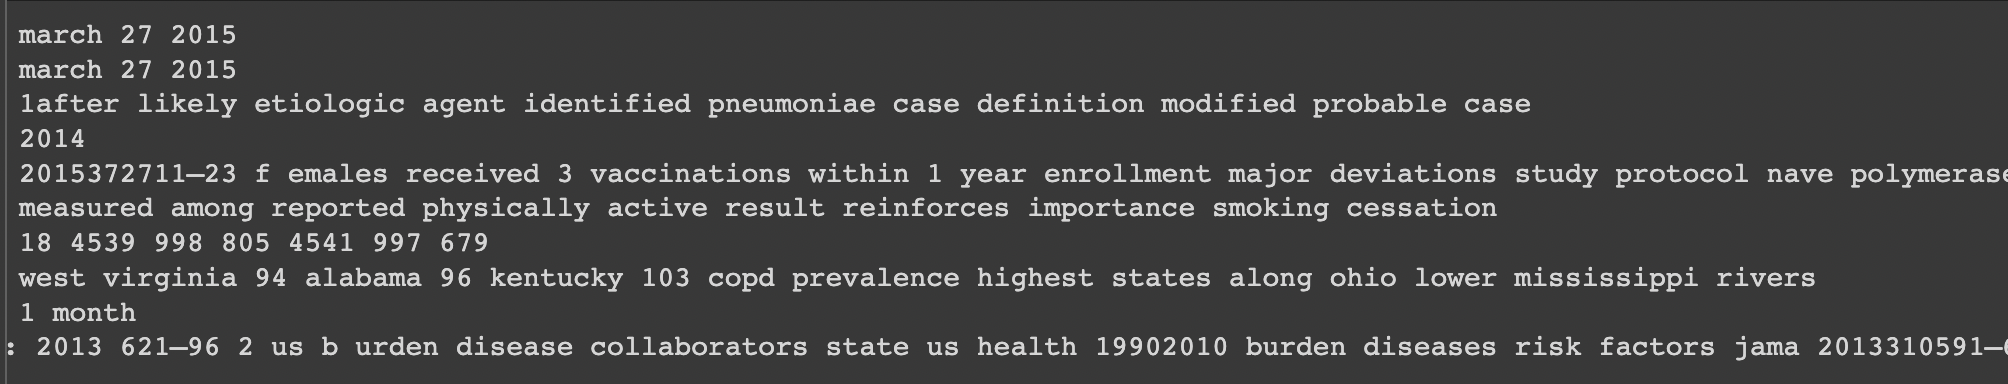 march 27 2015
march 27 2015
1after likely etiologic agent identified pneumoniae case definition modified probable case
2014
2015372711—23 f emales received 3 vaccinations within 1 year enrollment major deviations study protocol nave polymerase
measured among reported physically active result reinforces importance smoking cessation
18 4539 998 805 4541 997 679
west virginia 94 alabama 96 kentucky 103 copd prevalence highest states along ohio lower mississippi rivers
1 month
: 2013 621—96 2 us b urden disease collaborators state us health 19902010 burden diseases risk factors jama 2013310591—